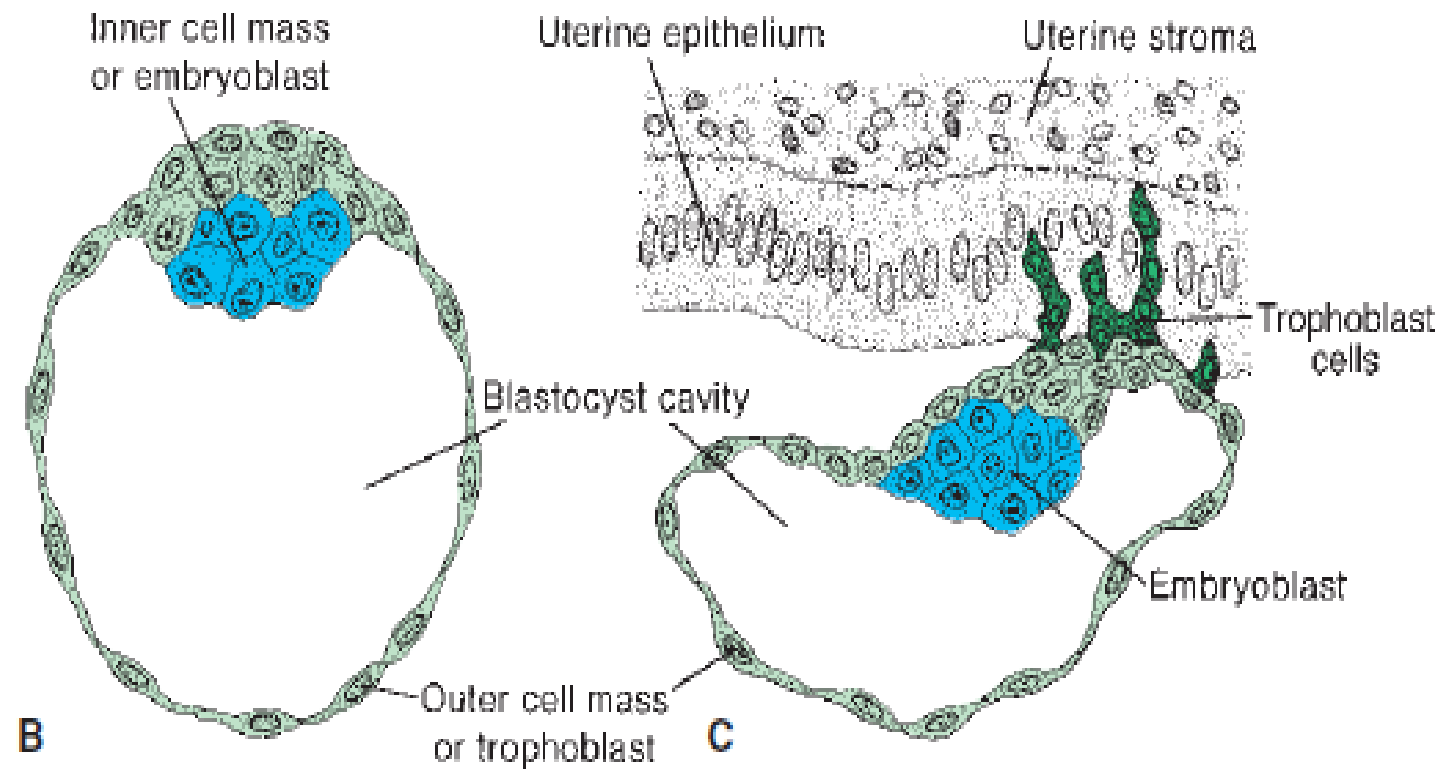 Inner cell mass
or embryoblast
Uterine epithelium
Uterine stroma
Trophoblast
cells
Blastocyst cavity
Embryoblast
Outer cell mass
or trophoblast
B
C